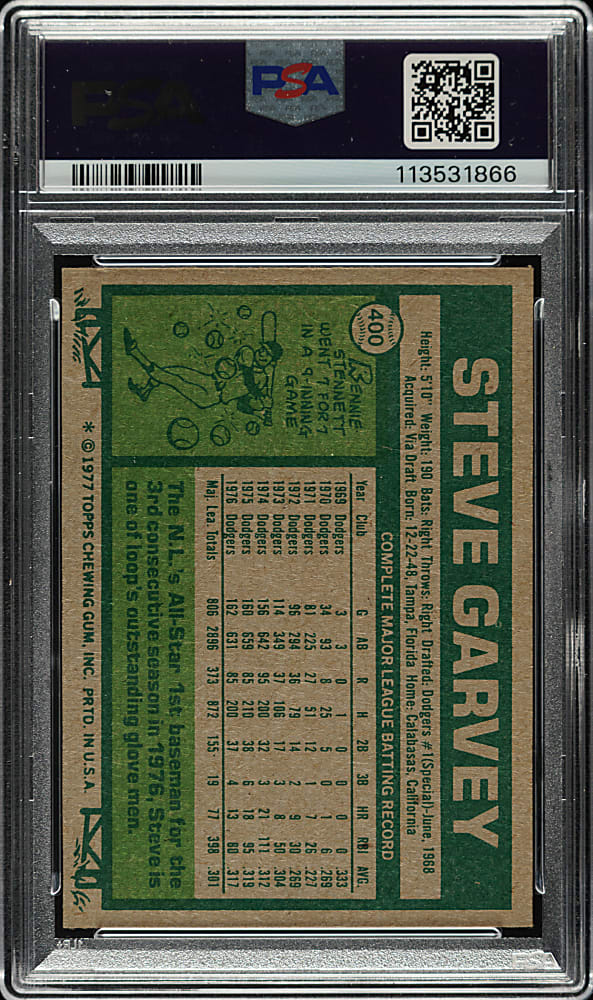 PSA
PSA
113531866
STEVE GARVEY
400
Height: 5'10" Weight: 190 Bats: Right Throws: Right Drafted: Dodgers #1(Special)-June, 1968
Acquired: Via Draft Born: 12-22-48, Tampa, Florida Home: Calabasas, California
COMPLETE MAJOR LEAGUE BATTING RECORD
Year Club G AB R H 2B 3B HR RBI AVG.
1969 Dodgers 3 3 0 1 0 0 0 0 .333
1970 Dodgers 34 93 8 25 5 0 1 6 .269
1971 Dodgers 81 225 27 51 12 1 7 26 .227
1972 Dodgers 96 294 36 79 14 2 9 30 .269
1973 Dodgers 114 349 37 106 17 3 8 50 .304
1974 Dodgers 156 642 95 200 32 3 21 111 .312
1975 Dodgers 160 659 85 210 38 6 18 95 .319
1976 Dodgers 162 631 85 200 37 4 13 80 .317
Maj. Lea. Totals 806 2896 373 872 155 19 77 398 .301
RENNIE
STENNETT
WENT 7 FOR 7
IN A 9-INNING
GAME
The N.L.'s All-Star 1st baseman for the
3rd consecutive season in 1976, Steve is
one of loop's outstanding glove men.
* © 1977 TOPPS CHEWING GUM, INC. PRTD. IN U.S.A.